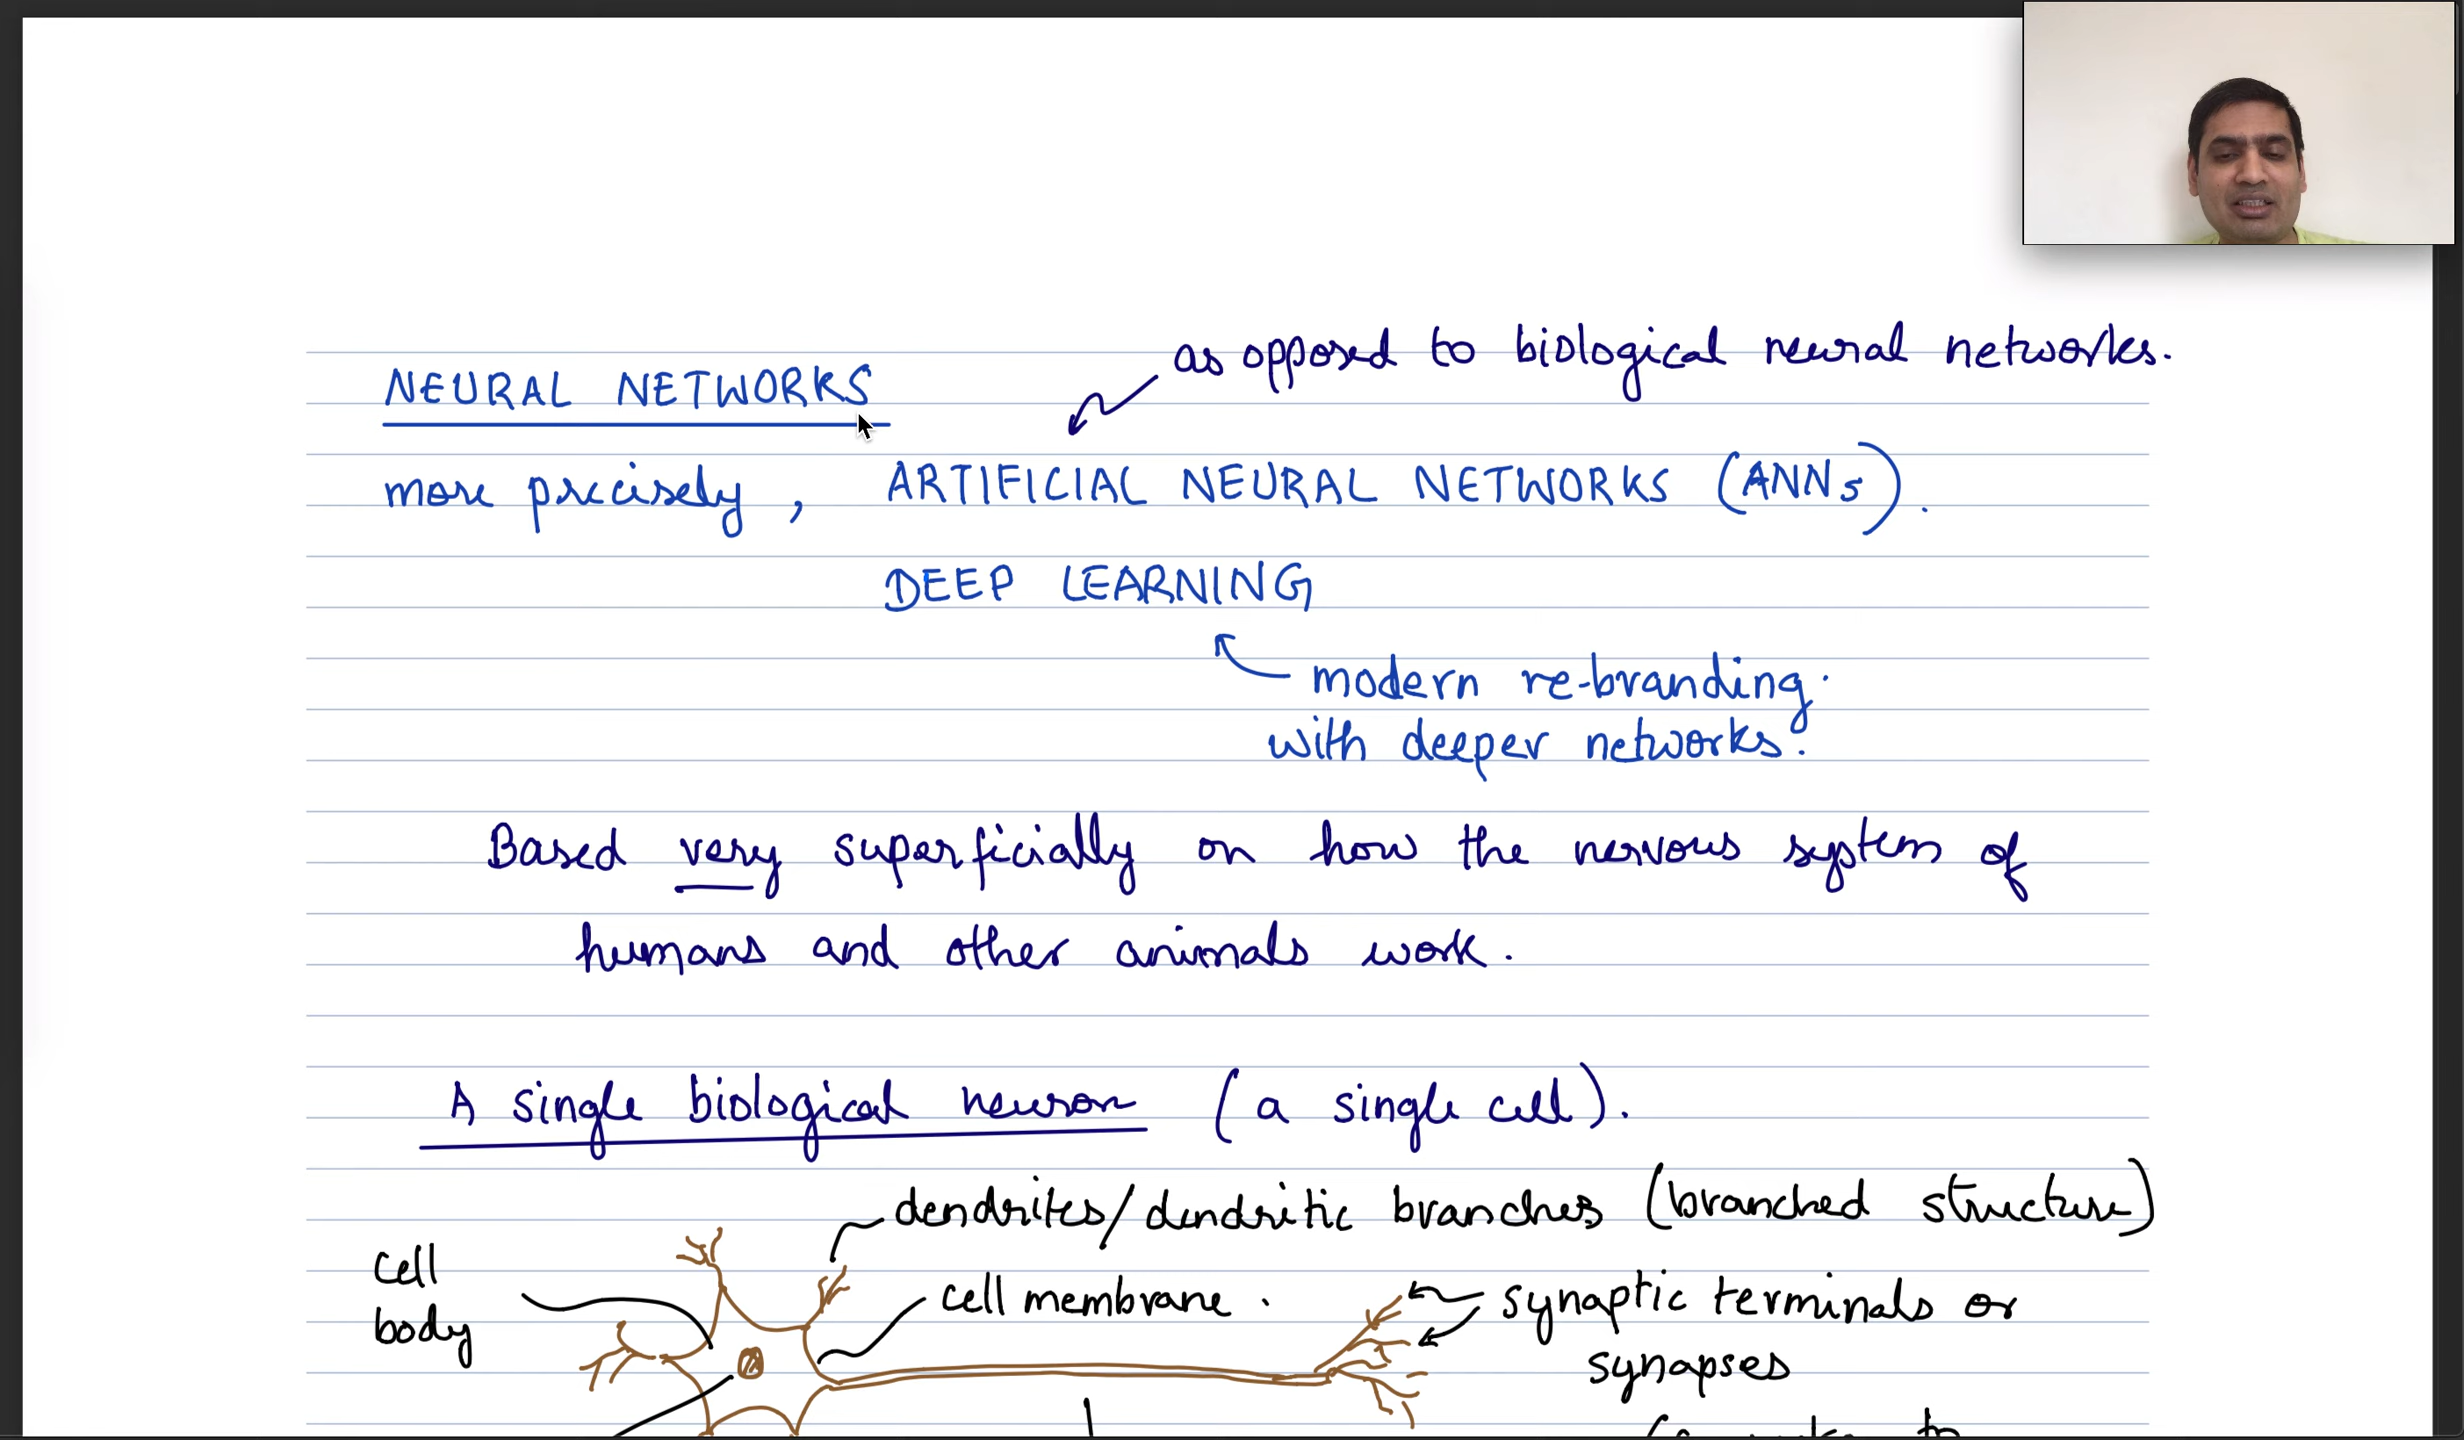 as opposed to biological neural networks.
NEURAL NETWORKS
more precisely, ARTIFICIAL NEURAL NETWORKS (ANNs).
DEEP LEARNING
modern re-branding.
with deeper networks.
Based very superficially on how the nervous system of
humans and other animals work.
A single biological neuron (a single cell).
dendrites/dendritic branches (branched structure)
cell
body
cell membrane.
synaptic terminals or
synapses